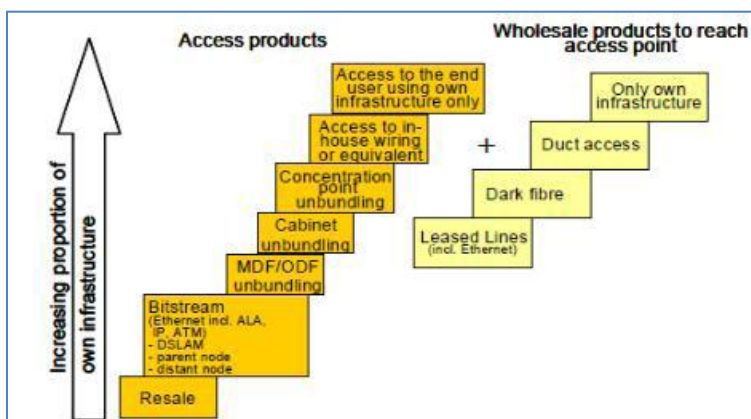 Access products
Wholesale products to reach
access point
Increasing proportion of
own infrastructure
Access to the end
user using own
infrastructure only
Access to in-
house wiring
or equivalent
Concentration
point
unbundling
Cabinet
unbundling
MDF/ODF
unbundling
Bitstream
(Ethernet incl. ALA,
IP, ATM)
- DSLAM
- parent node
- distant node
Resale
+
Only own
infrastructure
Duct access
Dark fibre
Leased Lines
(incl. Ethernet)